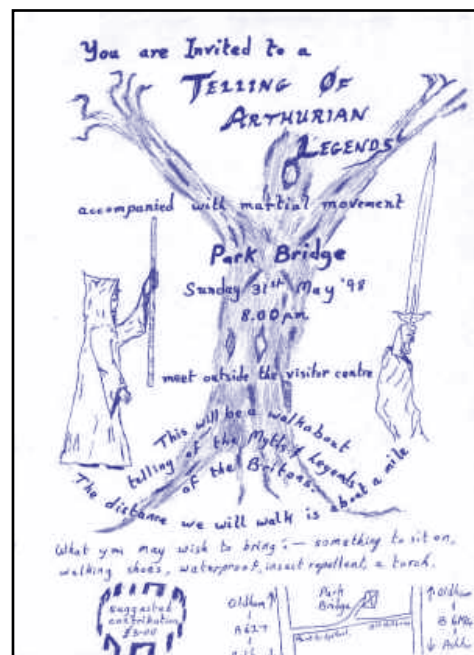 You are Invited to a
TELLING OF
ARTHURIAN
LEGENDS
accompanied with martial movement
Park Bridge
Sunday 31st May '98
8.00 p.m.
meet outside the visitor centre
This will be a walkabout
telling of the Myths & Legends
of the Britons.
The distance we will walk is about a mile
What you may wish to bring:— something to sit on,
walking shoes, waterproof, insect repellent, a torch.
Suggested
contribution
£3.00
Oldham
A627
Park
Bridge
Oldham
B